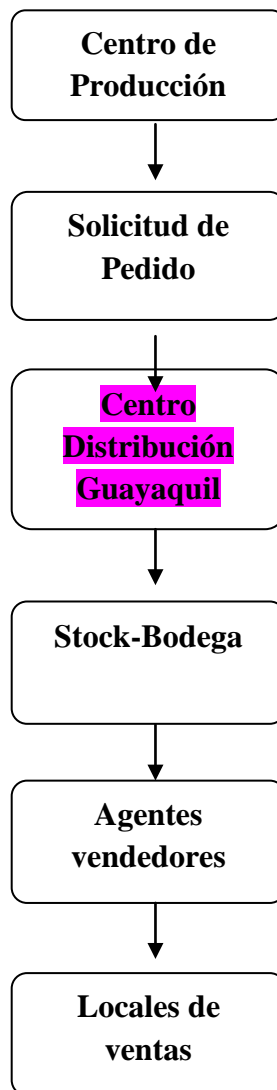 Centro de
Producción
Solicitud de
Pedido
Centro
Distribución
Guayaquil
Stock-Bodega
Agentes
vendedores
Locales de
ventas